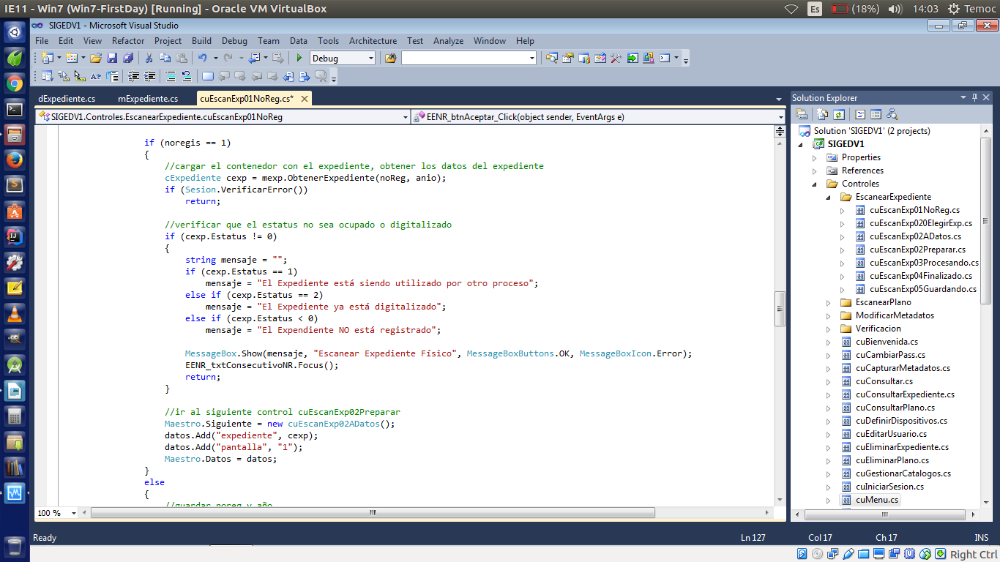 IE11 - Win7 (Win7-FirstDay) [Running] - Oracle VM VirtualBox
Es
(18%)
14:03
Temoc
SIGEDV1 - Microsoft Visual Studio
File Edit View Refactor Project Build Debug Team Data Tools Architecture Test Analyze Window Help
Debug
dExpediente.cs mExpediente.cs cuEscanExp01NoReg.cs*
SIGEDV1.Controles.EscanearExpediente.cuEscanExp01NoReg
EENR_btnAceptar_Click(object sender, EventArgs e)
if (noregis == 1)
{
//cargar el contenedor con el expediente, obtener los datos del expediente
cExpediente cexp = mexp.ObtenerExpediente(noReg, anio);
if (Sesion.VerificarError())
return;
//verificar que el estatus no sea ocupado o digitalizado
if (cexp.Estatus != 0)
{
string mensaje = "";
if (cexp.Estatus == 1)
mensaje = "El Expediente está siendo utilizado por otro proceso";
else if (cexp.Estatus == 2)
mensaje = "El Expediente ya está digitalizado";
else if (cexp.Estatus < 0)
mensaje = "El Expendiente NO está registrado";
MessageBox.Show(mensaje, "Escanear Expediente Físico", MessageBoxButtons.OK, MessageBoxIcon.Error);
EENR_txtConsecutivoNR.Focus();
return;
}
//ir al siguiente control cuEscanExp02Preparar
Maestro.Siguiente = new cuEscanExp02ADatos();
datos.Add("expediente", cexp);
datos.Add("pantalla", "1");
Maestro.Datos = datos;
}
else
{
//guardar noreg y año
100 %
Solution Explorer
Solution 'SIGEDV1' (2 projects)
SIGEDV1
Properties
References
Controles
EscanearExpediente
cuEscanExp01NoReg.cs
cuEscanExp020ElegirExp.cs
cuEscanExp02ADatos.cs
cuEscanExp02Preparar.cs
cuEscanExp03Procesando.cs
cuEscanExp04Finalizado.cs
cuEscanExp05Guardando.cs
EscanearPlano
ModificarMetadatos
Verificacion
cuBienvenida.cs
cuCambiarPass.cs
cuCapturarMetadatos.cs
cuConsultar.cs
cuConsultarExpediente.cs
cuConsultarPlano.cs
cuDefinirDispositivos.cs
cuEditarUsuario.cs
cuEliminarExpediente.cs
cuEliminarPlano.cs
cuGestionarCatalogos.cs
cuIniciarSesion.cs
cuMenu.cs
Ready
Ln 127
Col 17
Ch 17
INS
Right Ctrl